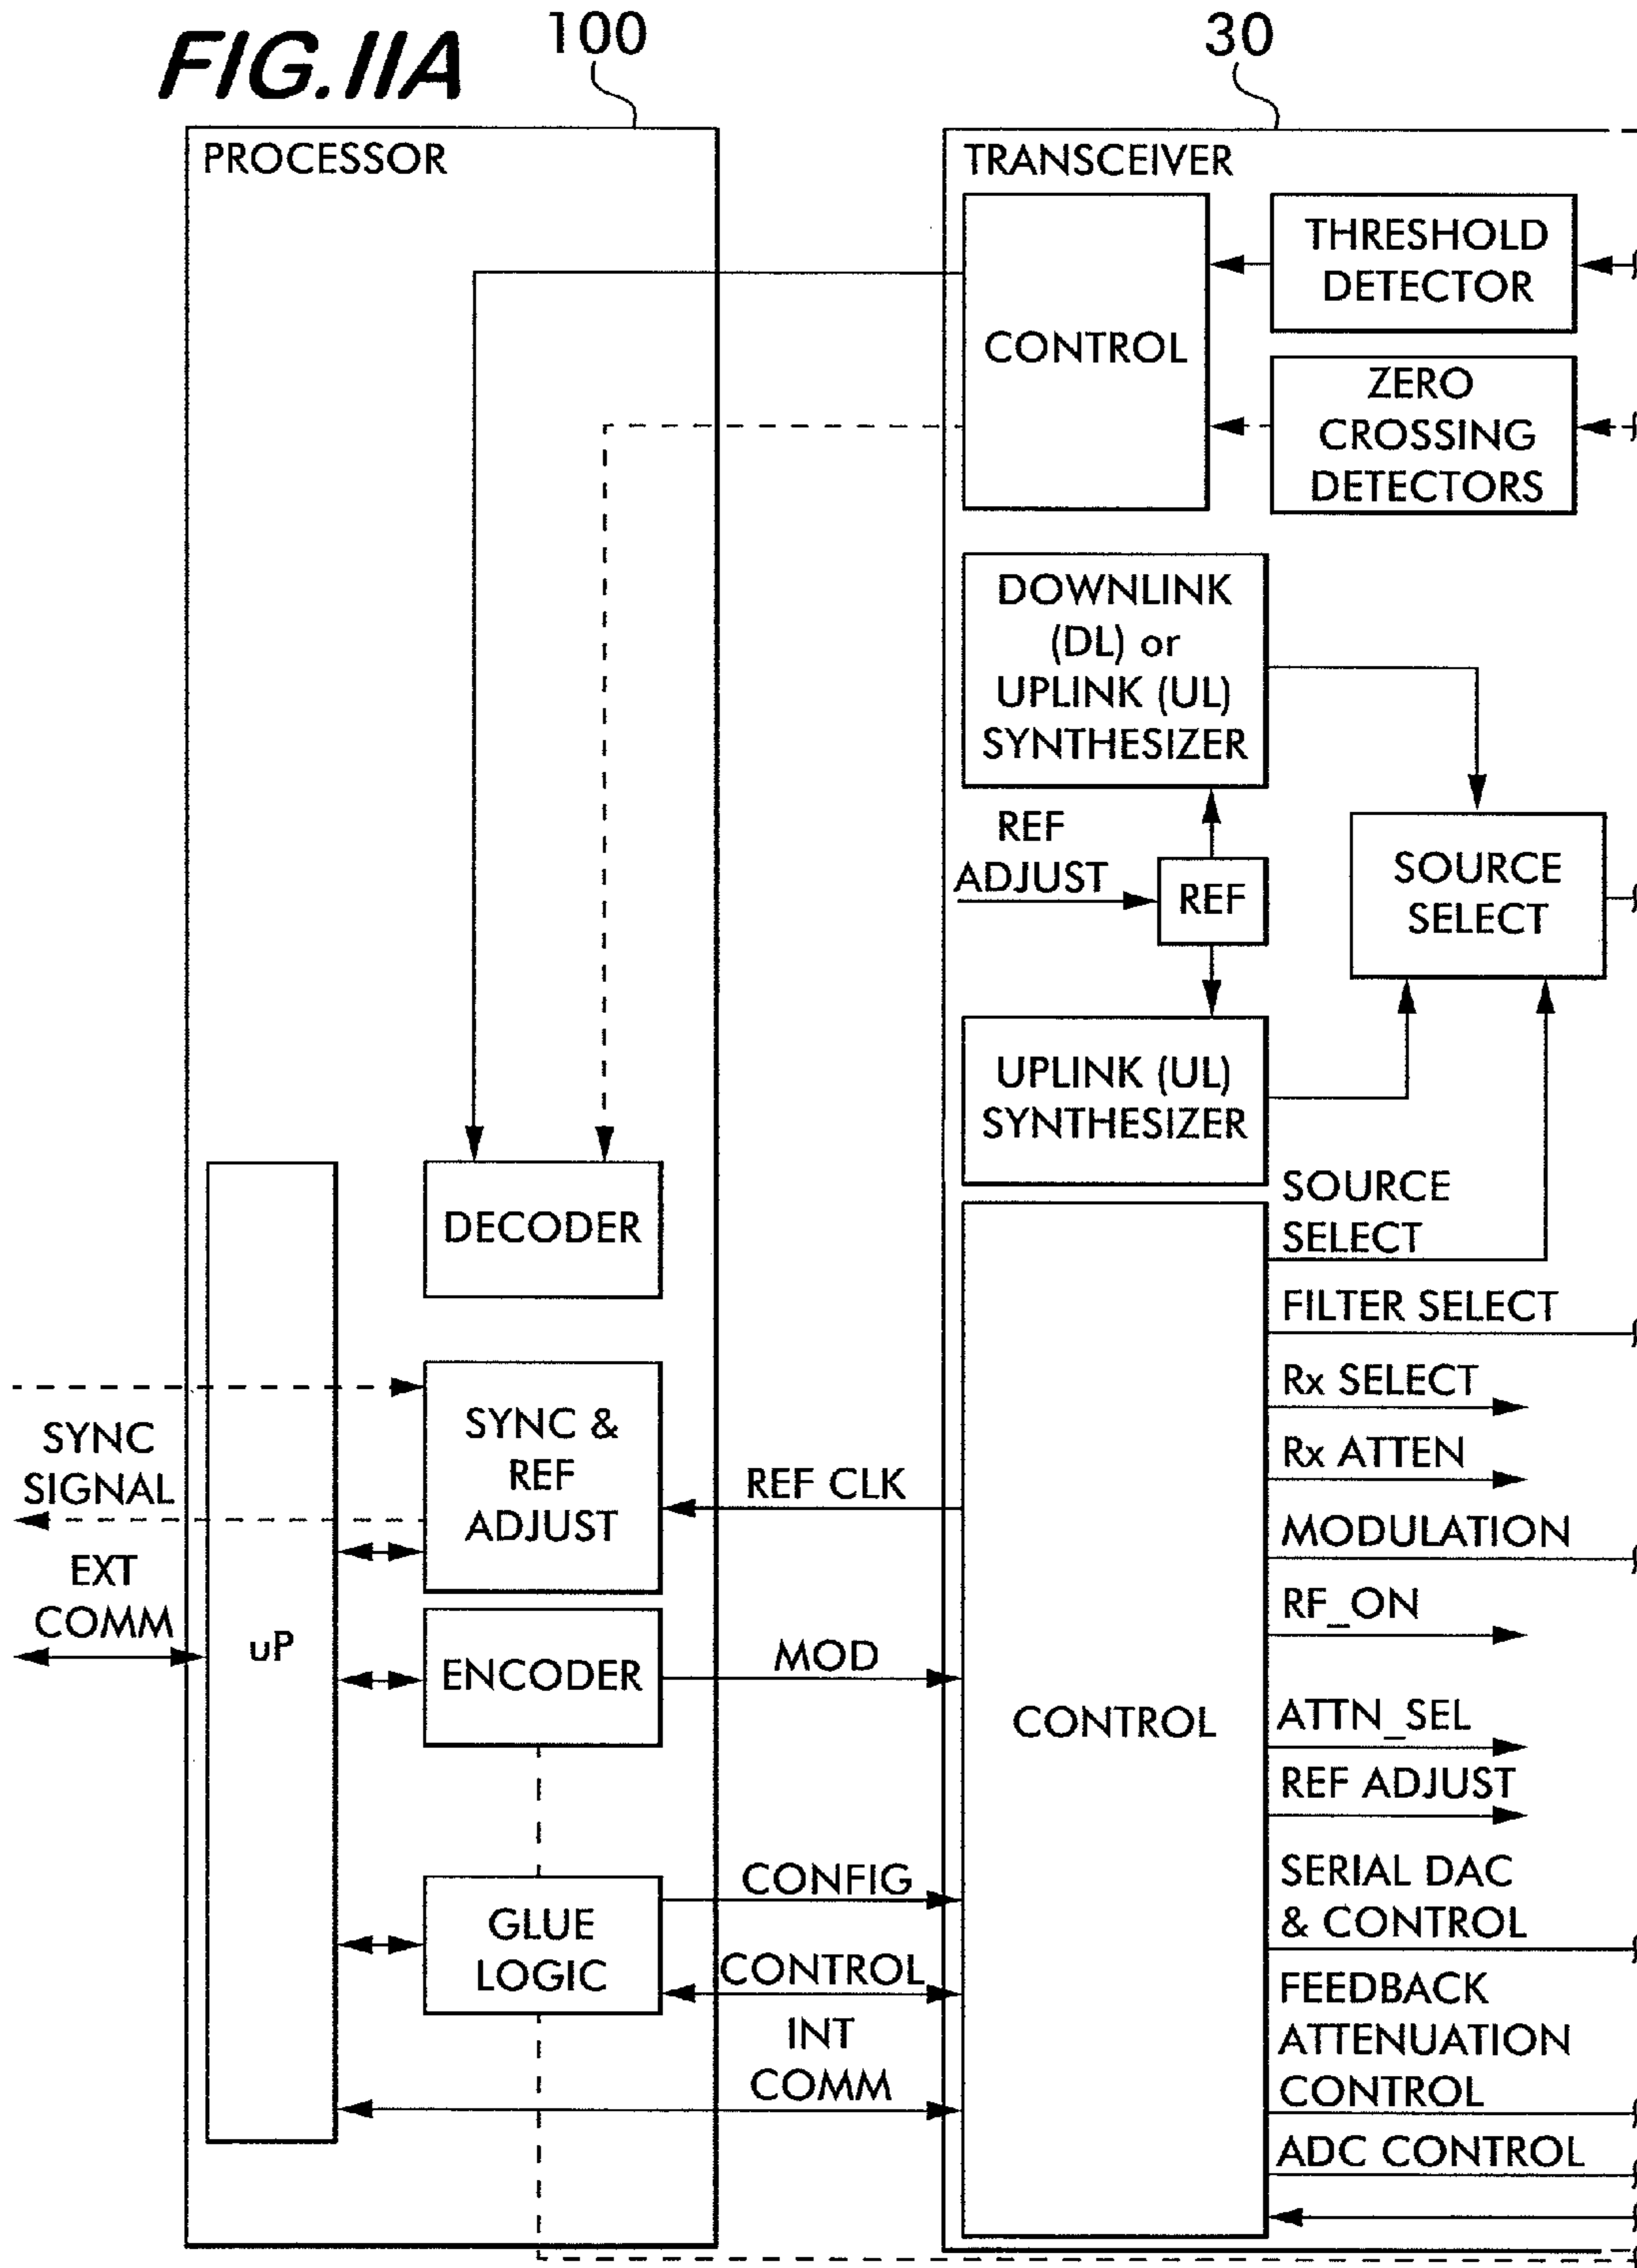 FIG.11A
100
30
PROCESSOR
TRANSCEIVER
CONTROL
THRESHOLD
DETECTOR
ZERO
CROSSING
DETECTORS
DOWNLINK
(DL) or
UPLINK (UL)
SYNTHESIZER
REF
ADJUST
REF
SOURCE
SELECT
UPLINK (UL)
SYNTHESIZER
DECODER
SYNC &
REF
ADJUST
SYNC
SIGNAL
EXT
COMM
uP
ENCODER
GLUE
LOGIC
REF CLK
MOD
CONFIG
CONTROL
INT
COMM
CONTROL
SOURCE
SELECT
FILTER SELECT
Rx SELECT
Rx ATTEN
MODULATION
RF_ON
ATTN_SEL
REF ADJUST
SERIAL DAC
& CONTROL
FEEDBACK
ATTENUATION
CONTROL
ADC CONTROL